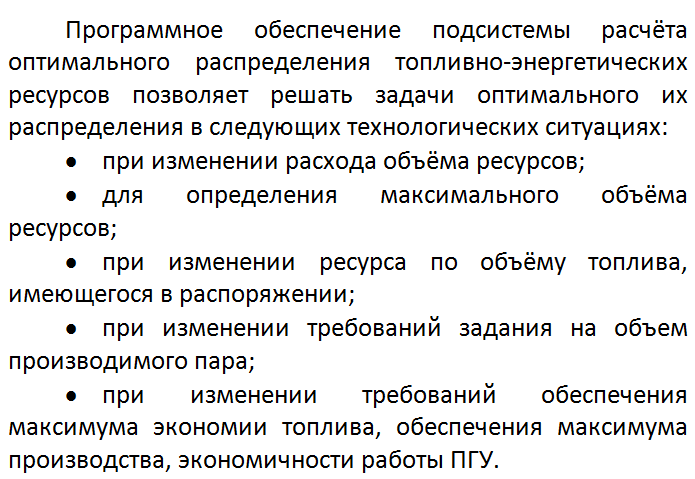 Программное обеспечение подсистемы расчёта
оптимального распределения топливно-энергетических
ресурсов позволяет решать задачи оптимального их
распределения в следующих технологических ситуациях:
• при изменении расхода объёма ресурсов;
• для определения максимального объёма
ресурсов;
• при изменении ресурса по объёму топлива,
имеющегося в распоряжении;
• при изменении требований задания на объем
производимого пара;
• при изменении требований обеспечения
максимума экономии топлива, обеспечения максимума
производства, экономичности работы ПГУ.